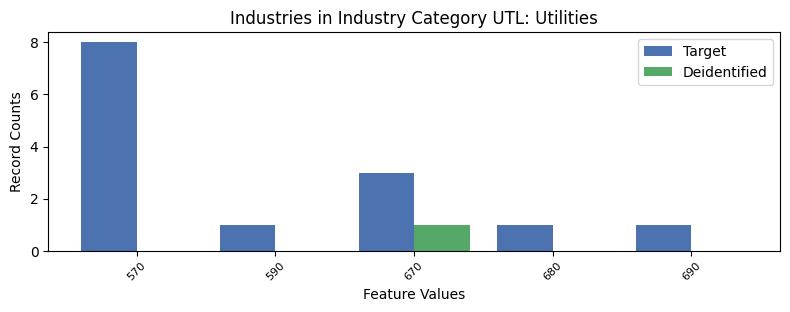 Industries in Industry Category UTL: Utilities
Target
Deidentified
Record Counts
8
6
4
2
0
570
590
670
680
690
Feature Values